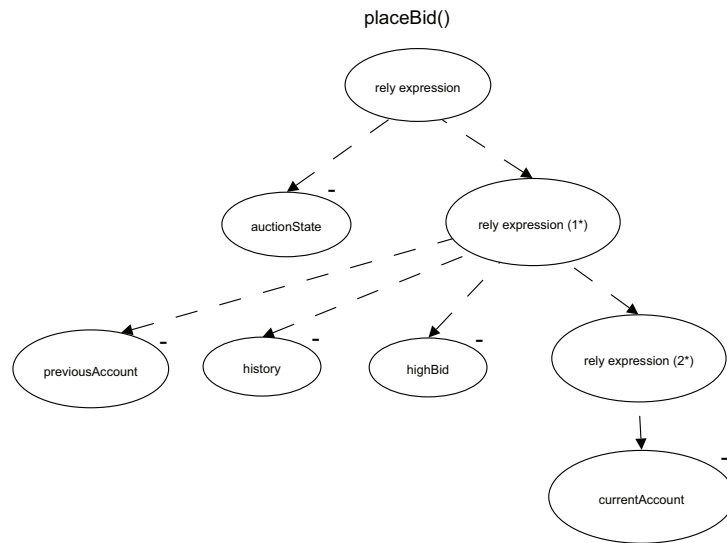 placeBid()
rely expression
-
auctionState
rely expression (1*)
-
-
-
previousAccount
history
highBid
rely expression (2*)
-
currentAccount